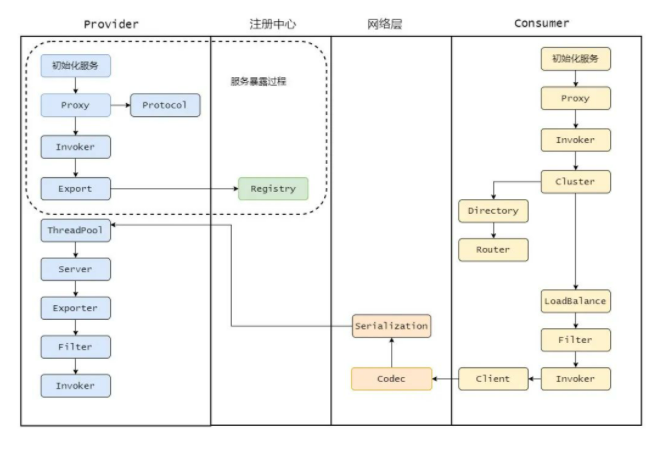 Provider
注册中心
网络层
Consumer
初始化服务
服务暴露过程
Proxy
Protocol
Invoker
Export
Registry
ThreadPool
Server
Exporter
Filter
Invoker
Serialization
Codec
初始化服务
Proxy
Invoker
Cluster
Directory
Router
LoadBalance
Filter
Invoker
Client